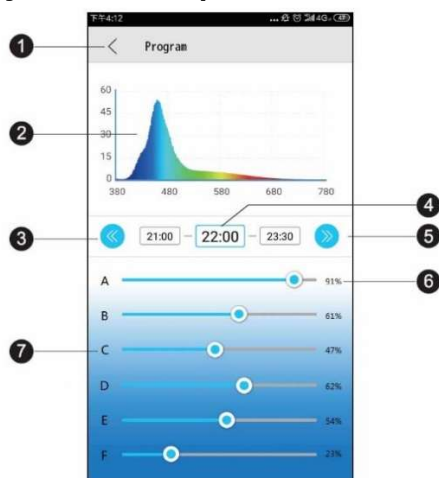 下午4:12 ... 4G
1 Program
60
45
2 30
15
0
380 480 580 680 780
4
3 21:00 – 22:00 – 23:30 5
A 91% 6
B 61%
7 C 47%
D 62%
E 54%
F 23%